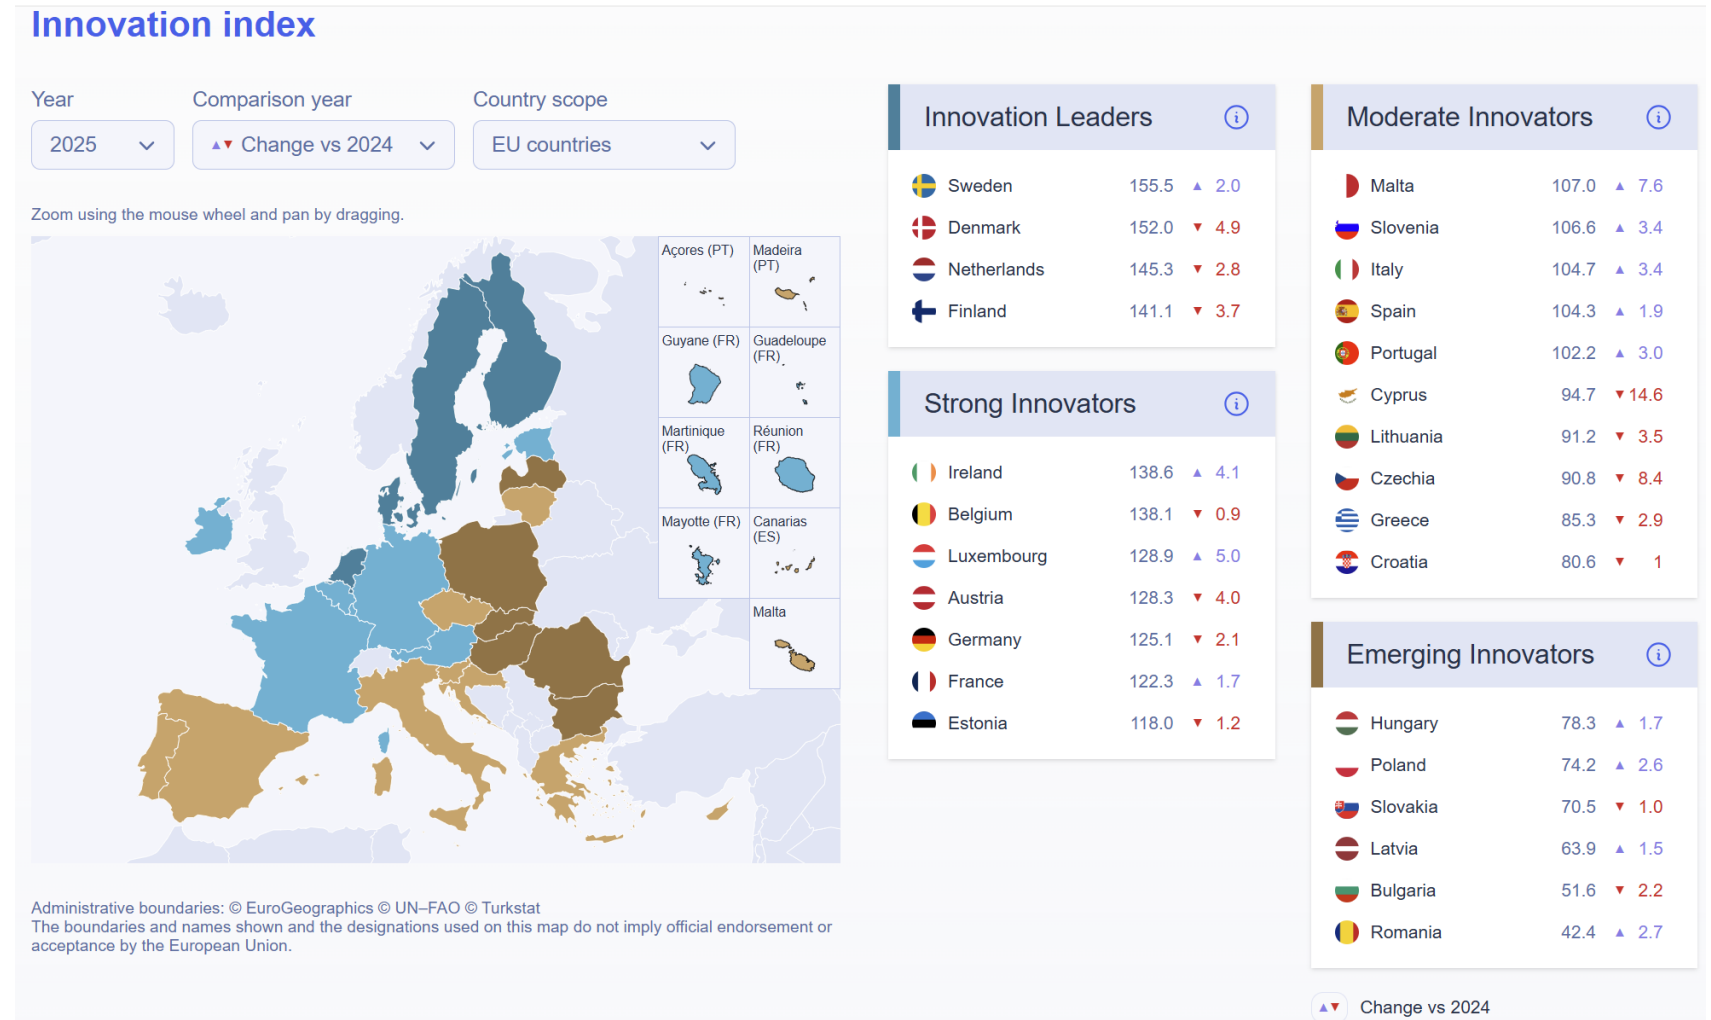 Innovation index
Year
Comparison year
Country scope
2025
▲▼ Change vs 2024
EU countries
Zoom using the mouse wheel and pan by dragging.
Açores (PT)
Madeira
(PT)
Guyane (FR)
Guadeloupe
(FR)
Martinique
(FR)
Réunion
(FR)
Mayotte (FR)
Canarias
(ES)
Malta
Administrative boundaries: © EuroGeographics © UN–FAO © Turkstat
The boundaries and names shown and the designations used on this map do not imply official endorsement or
acceptance by the European Union.
Innovation Leaders
Sweden 155.5 ▲ 2.0
Denmark 152.0 ▼ 4.9
Netherlands 145.3 ▼ 2.8
Finland 141.1 ▼ 3.7
Strong Innovators
Ireland 138.6 ▲ 4.1
Belgium 138.1 ▼ 0.9
Luxembourg 128.9 ▲ 5.0
Austria 128.3 ▼ 4.0
Germany 125.1 ▼ 2.1
France 122.3 ▲ 1.7
Estonia 118.0 ▼ 1.2
Moderate Innovators
Malta 107.0 ▲ 7.6
Slovenia 106.6 ▲ 3.4
Italy 104.7 ▲ 3.4
Spain 104.3 ▲ 1.9
Portugal 102.2 ▲ 3.0
Cyprus 94.7 ▼ 14.6
Lithuania 91.2 ▼ 3.5
Czechia 90.8 ▼ 8.4
Greece 85.3 ▼ 2.9
Croatia 80.6 ▼ 1
Emerging Innovators
Hungary 78.3 ▲ 1.7
Poland 74.2 ▲ 2.6
Slovakia 70.5 ▼ 1.0
Latvia 63.9 ▲ 1.5
Bulgaria 51.6 ▼ 2.2
Romania 42.4 ▲ 2.7
▲▼ Change vs 2024